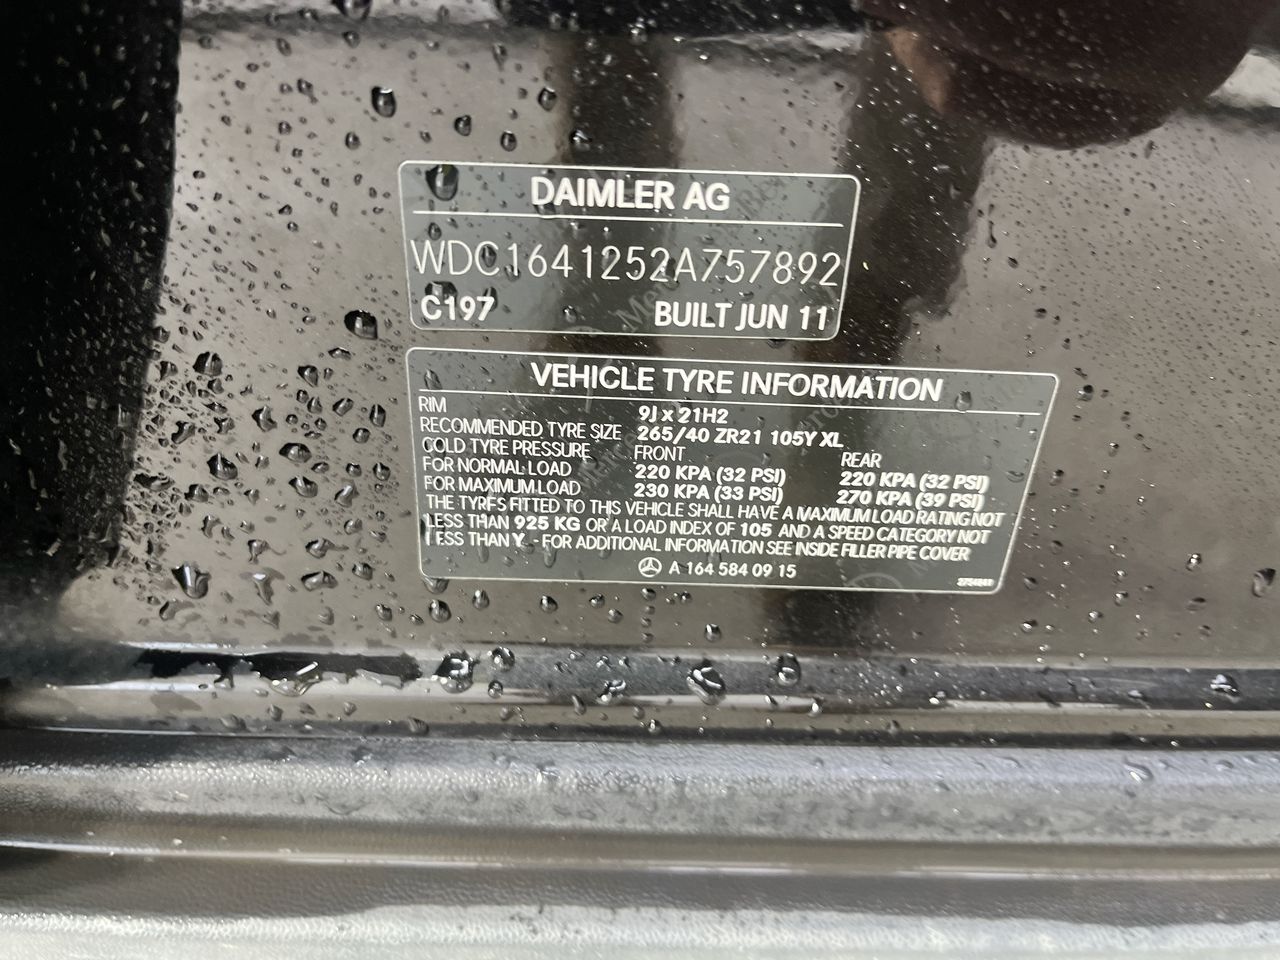 DAIMLER AG
WDC1641252A757892
C197 BUILT JUN 11
VEHICLE TYRE INFORMATION
RIM 9J x 21H2
RECOMMENDED TYRE SIZE 265/40 ZR21 105Y XL
COLD TYRE PRESSURE FRONT REAR
FOR NORMAL LOAD 220 KPA (32 PSI) 220 KPA (32 PSI)
FOR MAXIMUM LOAD 230 KPA (33 PSI) 270 KPA (39 PSI)
THE TYRES FITTED TO THIS VEHICLE SHALL HAVE A MAXIMUM LOAD RATING NOT
LESS THAN 925 KG OR A LOAD INDEX OF 105 AND A SPEED CATEGORY NOT
LESS THAN Y - FOR ADDITIONAL INFORMATION SEE INSIDE FILLER PIPE COVER
A 164 584 09 15